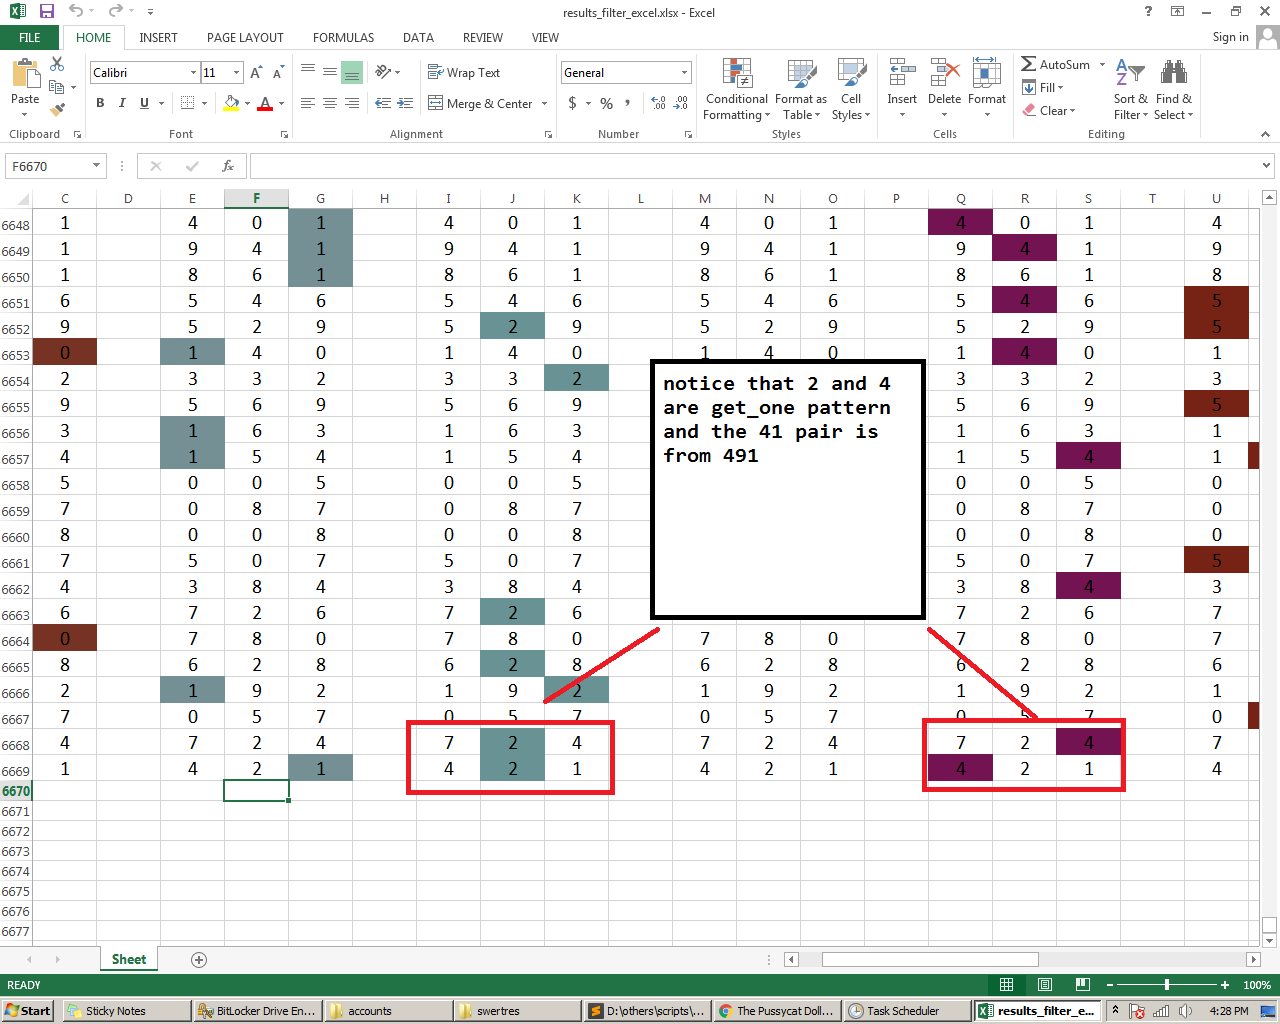 results_filter_excel.xlsx - Excel
FILE HOME INSERT PAGE LAYOUT FORMULAS DATA REVIEW VIEW Sign in
Paste Calibri 11 A A Wrap Text General AutoSum
B I U A Merge & Center $ % , Conditional Formatting Format as Table Cell Styles Insert Delete Format Fill Clear Sort & Filter Find & Select
Clipboard Font Alignment Number Styles Cells Editing
F6670 fx
C D E F G H I J K L M N O P Q R S T U
6648 1 4 0 1 4 0 1 4 0 1 4 0 1 4
6649 1 9 4 1 9 4 1 9 4 1 9 4 1 9
6650 1 8 6 1 8 6 1 8 6 1 8 6 1 8
6651 6 5 4 6 5 4 6 5 4 6 5 4 6 5
6652 9 5 2 9 5 2 9 5 2 9 5 2 9 5
6653 0 1 4 0 1 4 0 1 4 0 1 4 0 1
6654 2 3 3 2 3 3 2 3 3 2 3
6655 9 5 6 9 5 6 9 5 6 9 5
6656 3 1 6 3 1 6 3 1 6 3 1
6657 4 1 5 4 1 5 4 1 5 4 1
6658 5 0 0 5 0 0 5 0 0 5 0
6659 7 0 8 7 0 8 7 0 8 7 0
6660 8 0 0 8 0 0 8 0 0 8 0
6661 7 5 0 7 5 0 7 5 0 7 5
6662 4 3 8 4 3 8 4 3 8 4 3
6663 6 7 2 6 7 2 6 7 2 6 7
6664 0 7 8 0 7 8 0 7 8 0 7 8 0 7
6665 8 6 2 8 6 2 8 6 2 8 6 2 8 6
6666 2 1 9 2 1 9 2 1 9 2 1 9 2 1
6667 7 0 5 7 0 5 7 0 5 7 0 5 7 0
6668 4 7 2 4 7 2 4 7 2 4 7 2 4 7
6669 1 4 2 1 4 2 1 4 2 1 4 2 1 4
6670
6671
6672
6673
6674
6675
6676
6677
notice that 2 and 4
are get_one pattern
and the 41 pair is
from 491
Sheet
READY 100%
Start Sticky Notes BitLocker Drive En... accounts swertres D:\others\scripts\... The Pussycat Doll... Task Scheduler results_filter_e... 4:28 PM